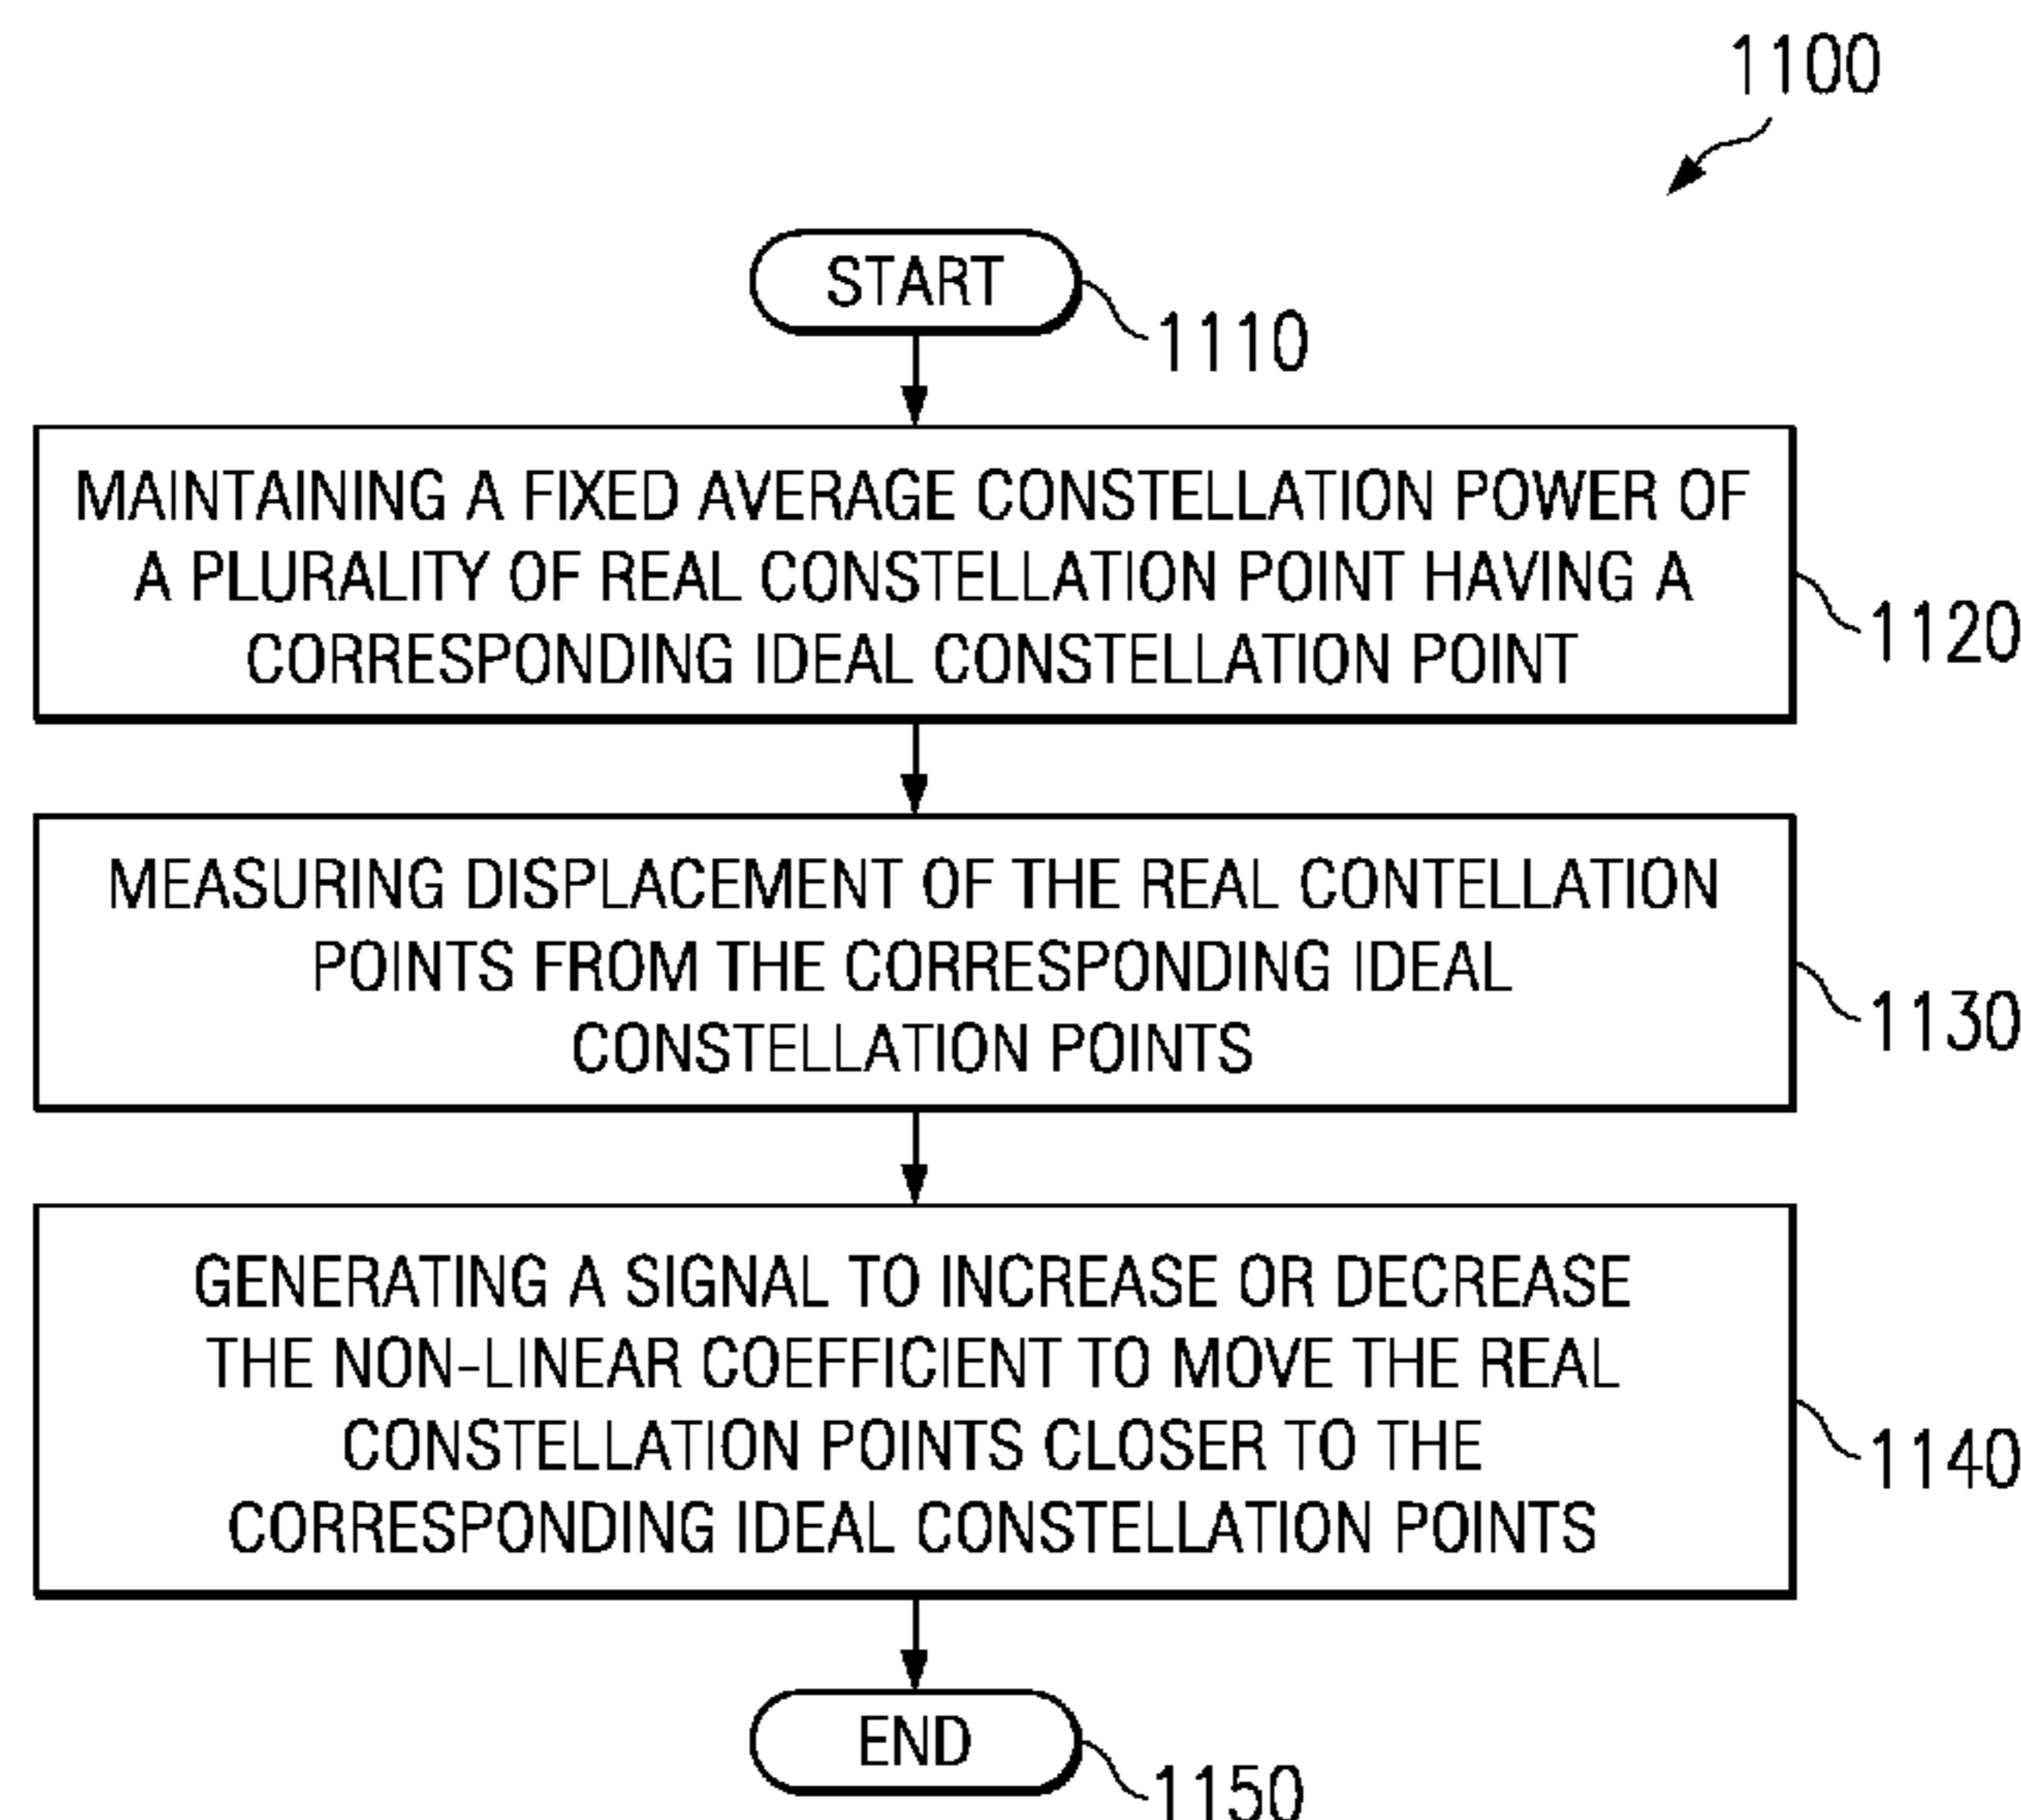 1100
START
1110
MAINTAINING A FIXED AVERAGE CONSTELLATION POWER OF
A PLURALITY OF REAL CONSTELLATION POINT HAVING A
CORRESPONDING IDEAL CONSTELLATION POINT
1120
MEASURING DISPLACEMENT OF THE REAL CONTELLATION
POINTS FROM THE CORRESPONDING IDEAL
CONSTELLATION POINTS
1130
GENERATING A SIGNAL TO INCREASE OR DECREASE
THE NON-LINEAR COEFFICIENT TO MOVE THE REAL
CONSTELLATION POINTS CLOSER TO THE
CORRESPONDING IDEAL CONSTELLATION POINTS
1140
END
1150